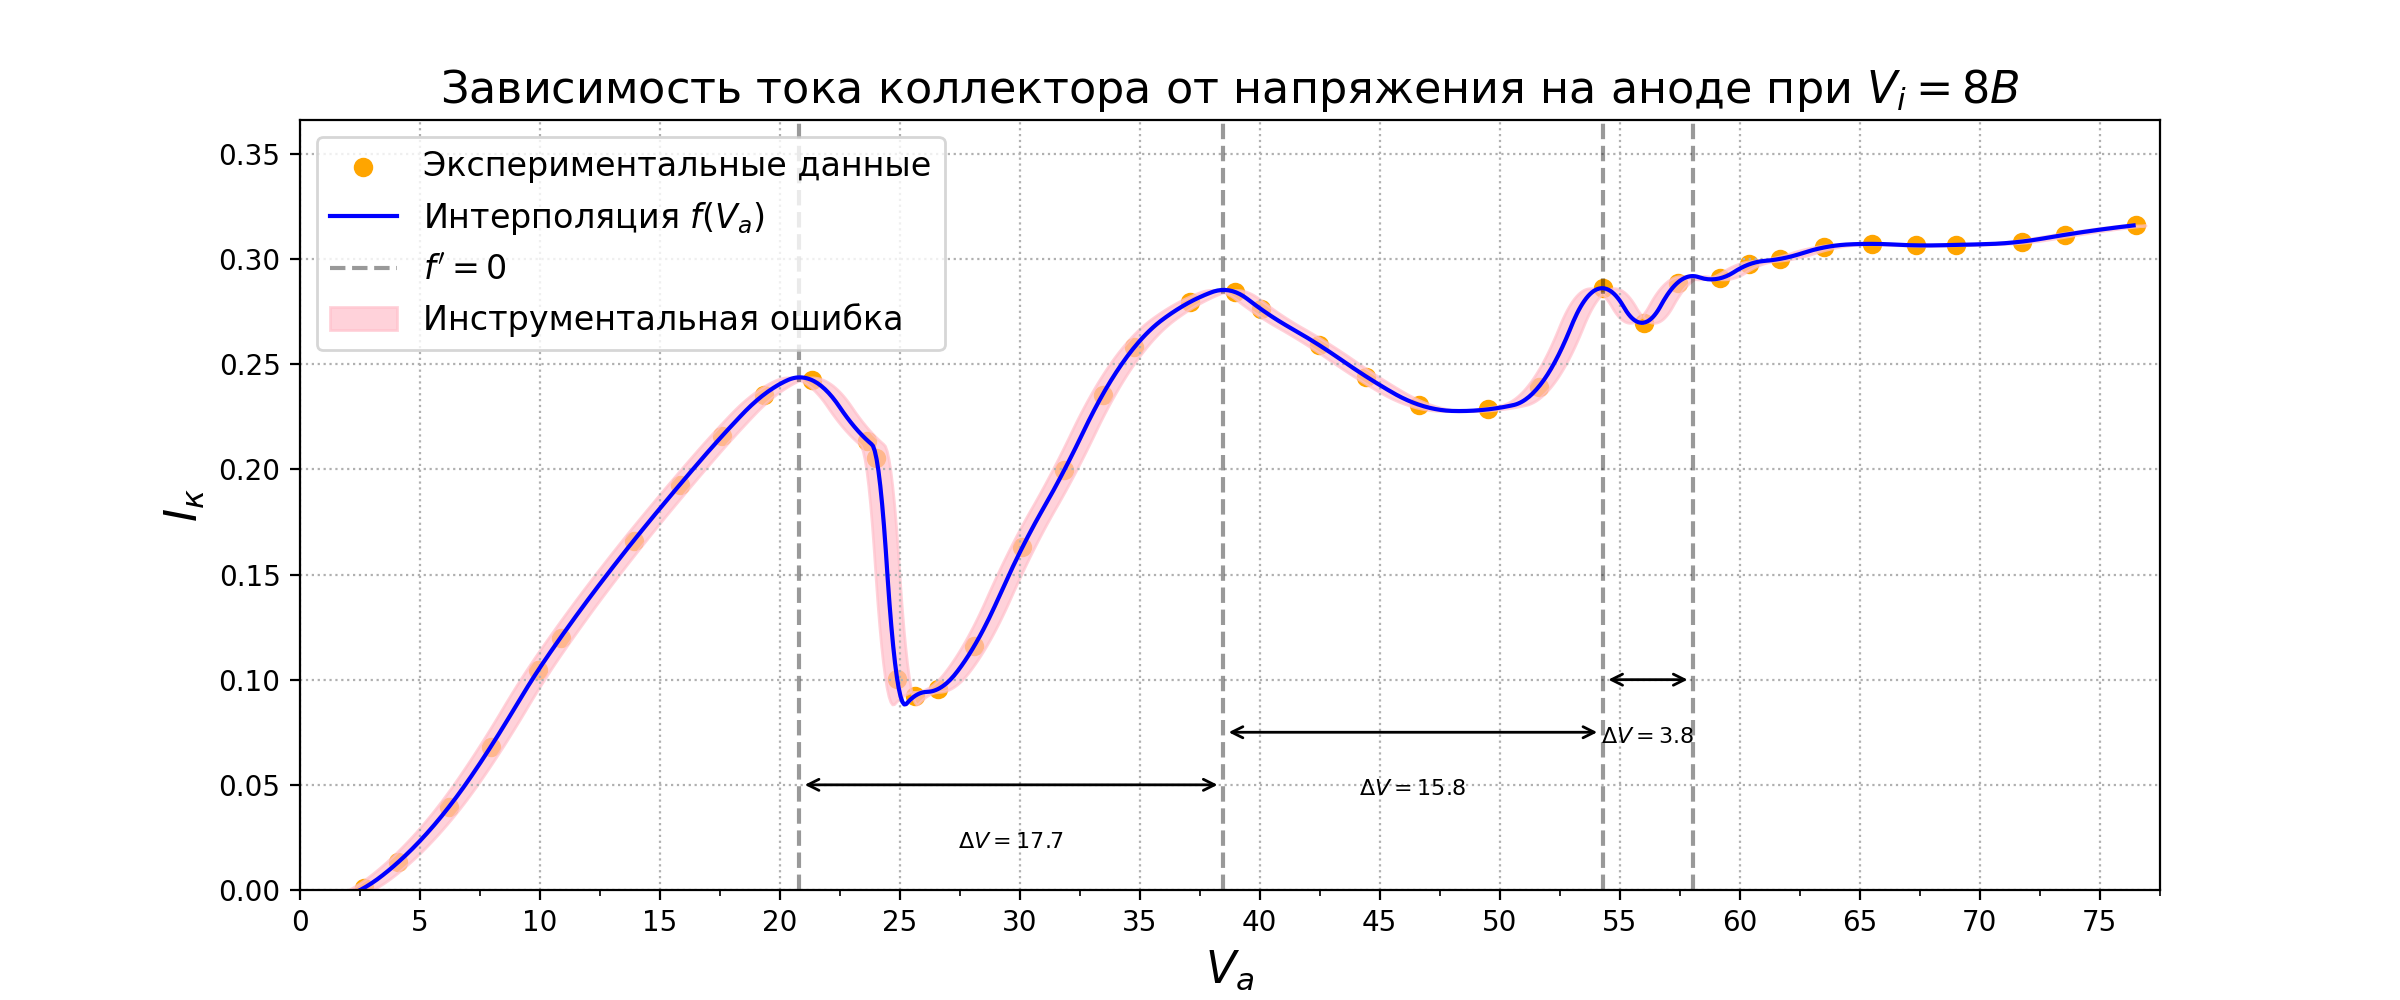 Зависимость тока коллектора от напряжения на аноде при V_i = 8В
Экспериментальные данные
Интерполяция f(V_a)
f' = 0
Инструментальная ошибка
I_к
0.35
0.30
0.25
0.20
0.15
0.10
0.05
0.00
ΔV = 3.8
ΔV = 15.8
ΔV = 17.7
0 5 10 15 20 25 30 35 40 45 50 55 60 65 70 75
V_a